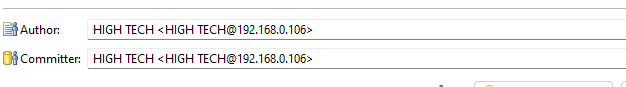 Author: HIGH TECH <HIGH TECH@192.168.0.106>
Committer: HIGH TECH <HIGH TECH@192.168.0.106>